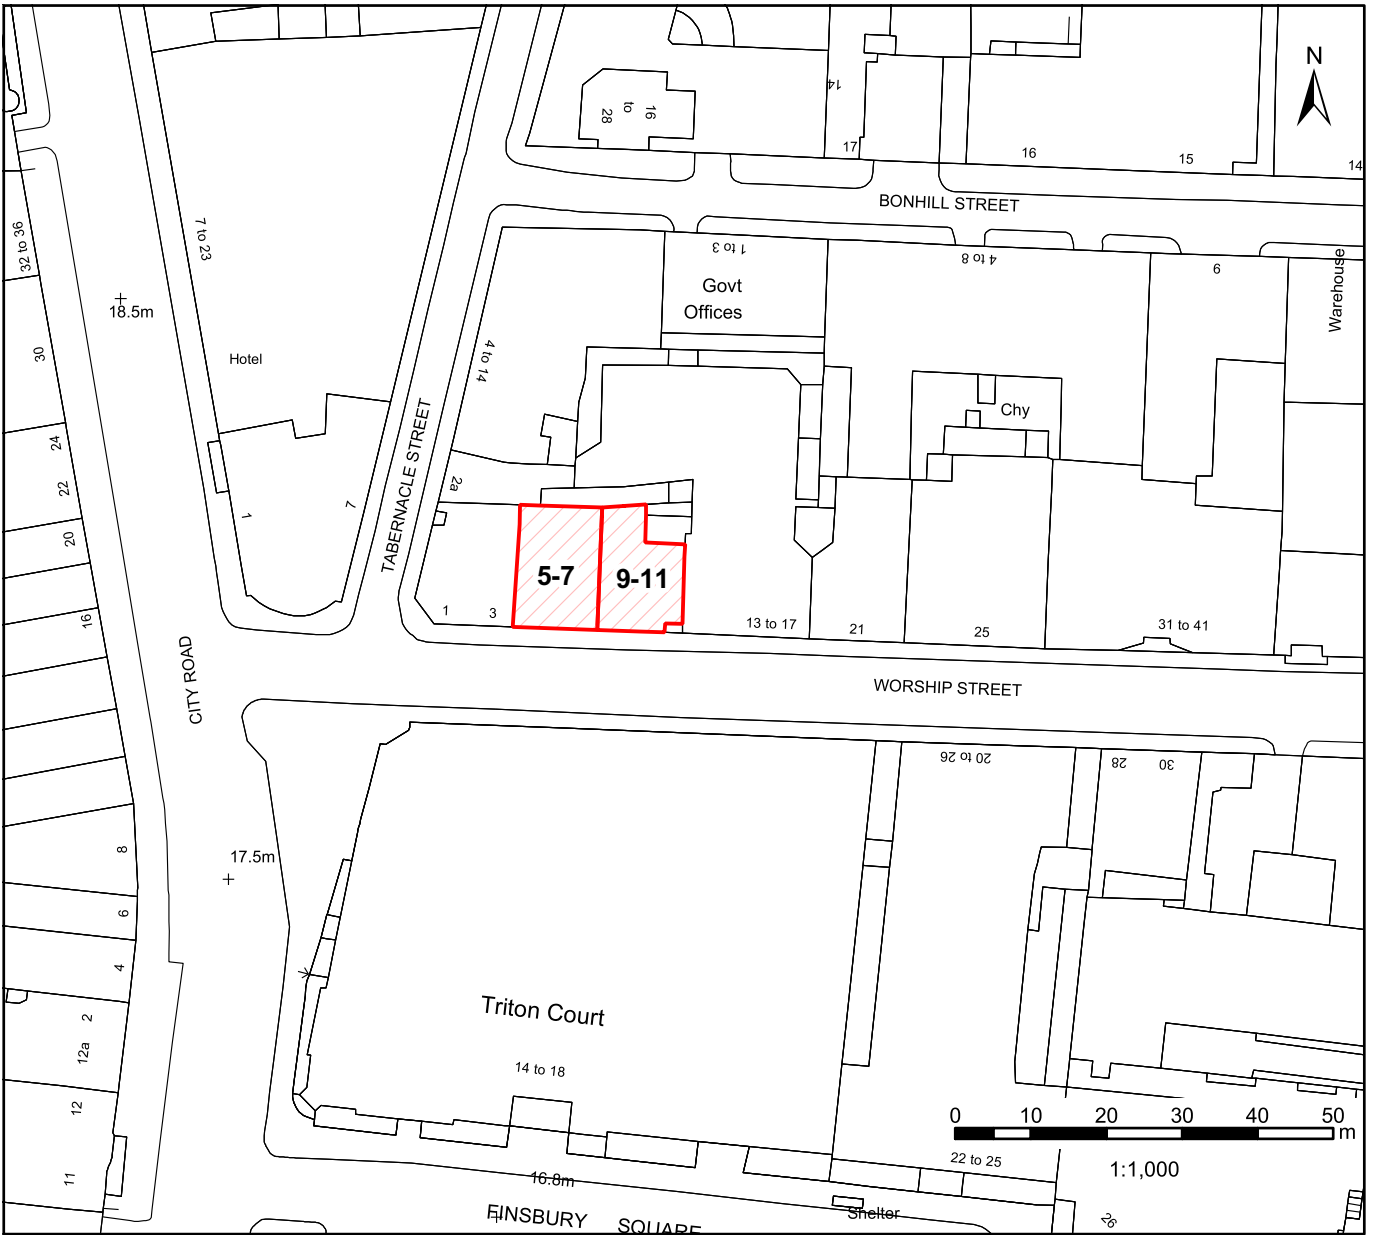 N
28 to 16
14
17
16
15
14
BONHILL STREET
32 to 36
7 to 23
1 to 3
4 to 8
6
Warehouse
Govt
Offices
18.5m
30
Hotel
4 to 14
TABERNACLE STREET
Chy
24
22
20
2a
7
1
5-7
9-11
1
3
13 to 17
21
25
31 to 41
16
CITY ROAD
WORSHIP STREET
20 to 26
28
30
8
17.5m
6
4
2
12a
12
11
Triton Court
14 to 18
0 10 20 30 40 50
m
1:1,000
22 to 25
16.8m
Shelter
26
FINSBURY SQUARE